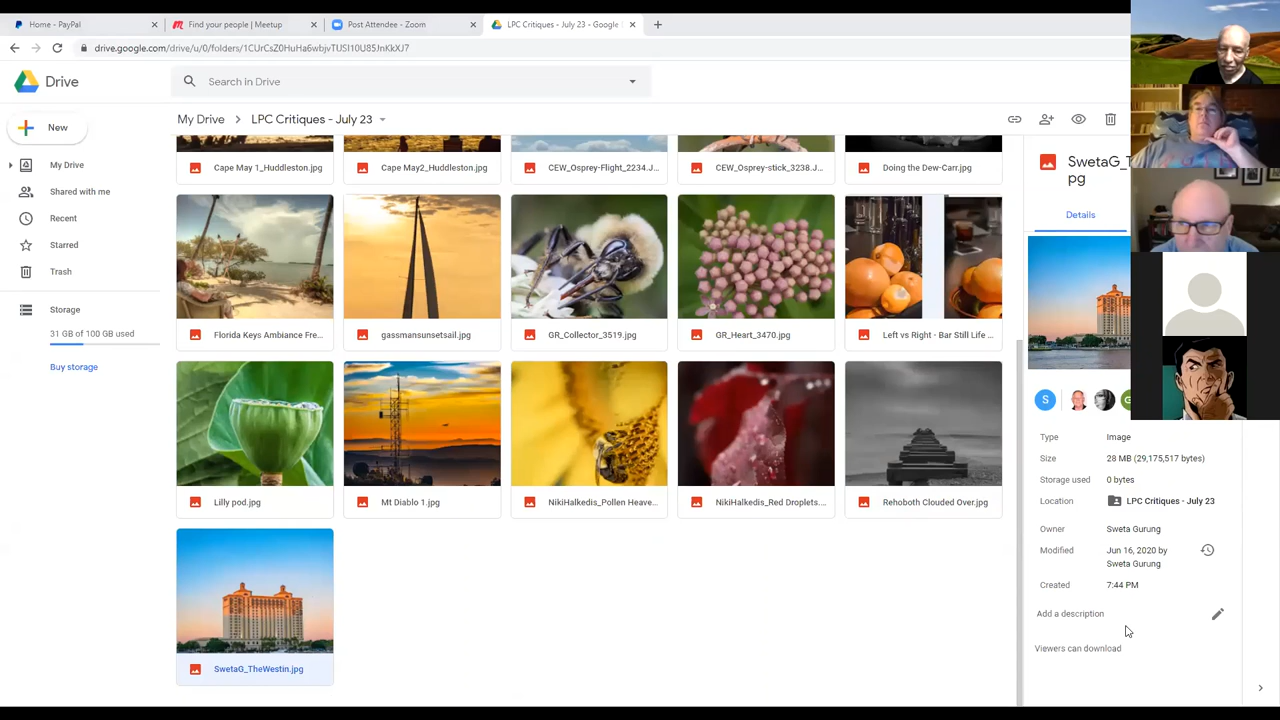 Home - PayPal
Find your people | Meetup
Post Attendee - Zoom
LPC Critiques - July 23 - Google
drive.google.com/drive/u/0/folders/1CUrCsZ0HuHa6wbjvTUSI10U85JnKkXJ7
Drive
Search in Drive
New
My Drive
LPC Critiques - July 23
My Drive
Shared with me
Recent
Starred
Trash
Storage
31 GB of 100 GB used
Buy storage
Cape May 1_Huddleston.jpg
Cape May2_Huddleston.jpg
CEW_Osprey-Flight_2234.J...
CEW_Osprey-stick_3238.J...
Doing the Dew-Carr.jpg
Florida Keys Ambiance Fre...
gassmansunsetsail.jpg
GR_Collector_3519.jpg
GR_Heart_3470.jpg
Left vs Right - Bar Still Life ...
Lilly pod.jpg
Mt Diablo 1.jpg
NikiHalkedis_Pollen Heave...
NikiHalkedis_Red Droplets....
Rehoboth Clouded Over.jpg
SwetaG_TheWestin.jpg
SwetaG_T
pg
Details
S
G
Type Image
Size 28 MB (29,175,517 bytes)
Storage used 0 bytes
Location LPC Critiques - July 23
Owner Sweta Gurung
Modified Jun 16, 2020 by
Sweta Gurung
Created 7:44 PM
Add a description
Viewers can download